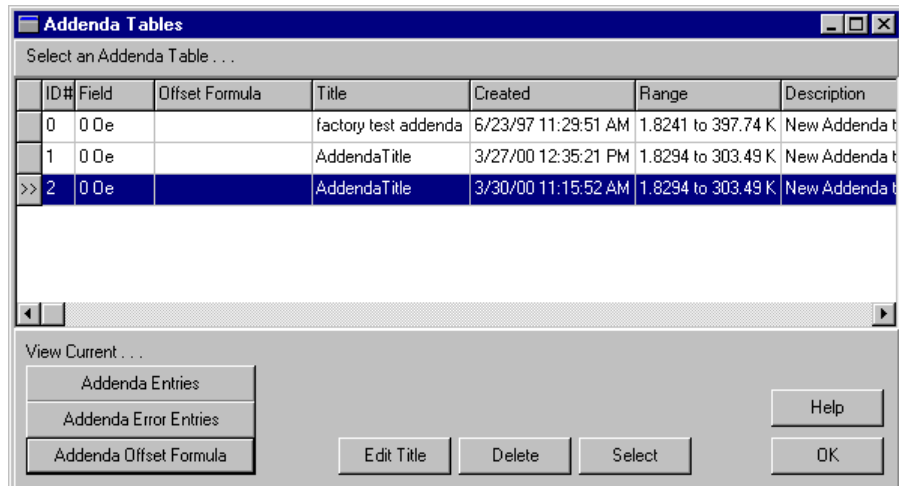 Addenda Tables
Select an Addenda Table . . .
ID# Field Offset Formula Title Created Range Description
0 0 Oe factory test addenda 6/23/97 11:29:51 AM 1.8241 to 397.74 K New Addenda t
1 0 Oe AddendaTitle 3/27/00 12:35:21 PM 1.8294 to 303.49 K New Addenda t
>> 2 0 Oe AddendaTitle 3/30/00 11:15:52 AM 1.8294 to 303.49 K New Addenda t
View Current . . .
Addenda Entries
Addenda Error Entries
Help
Addenda Offset Formula Edit Title Delete Select OK